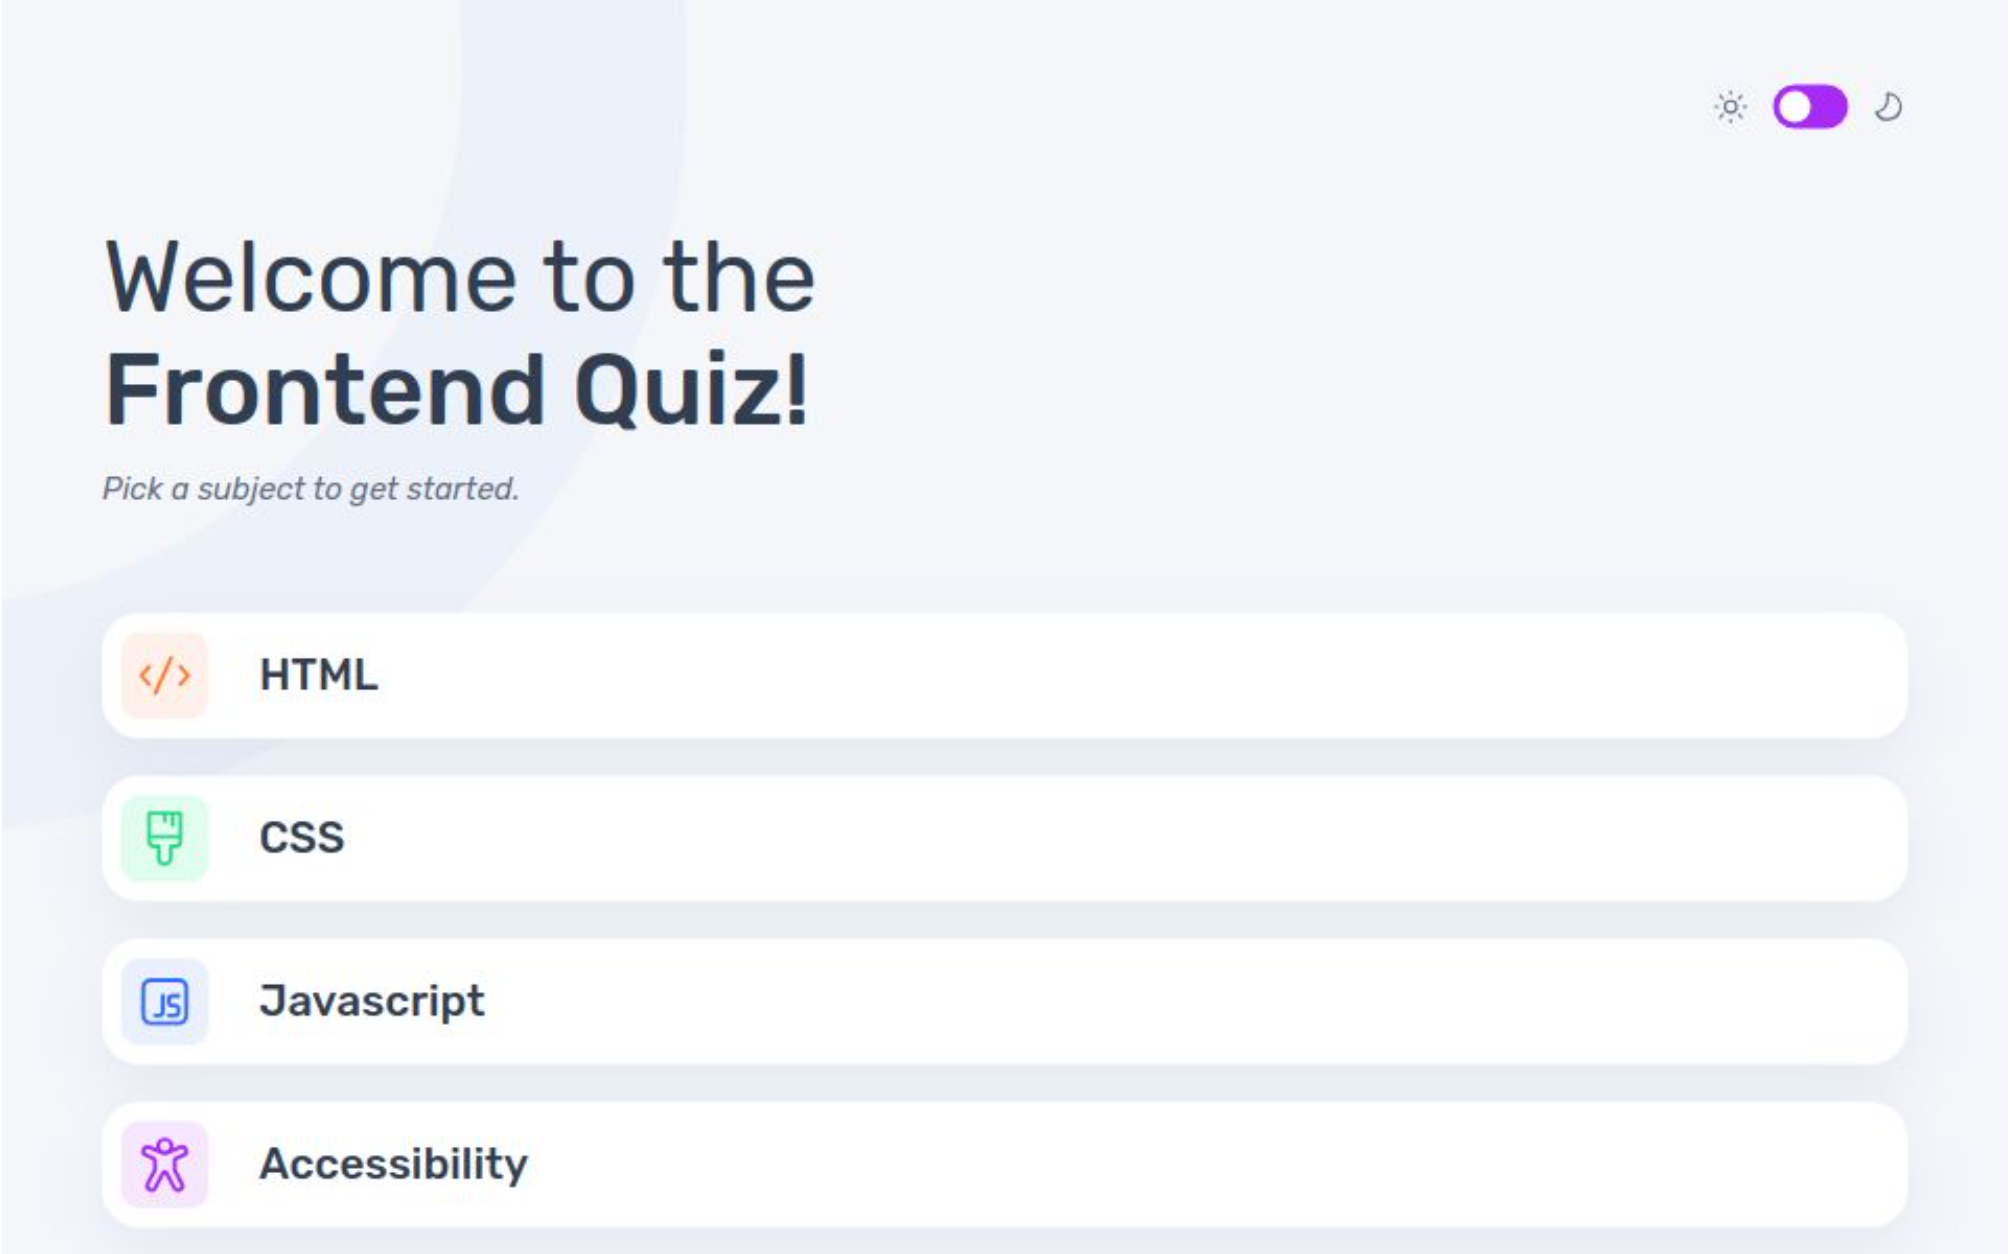 Welcome to the
Frontend Quiz!
Pick a subject to get started.
HTML
CSS
JS
Javascript
Accessibility